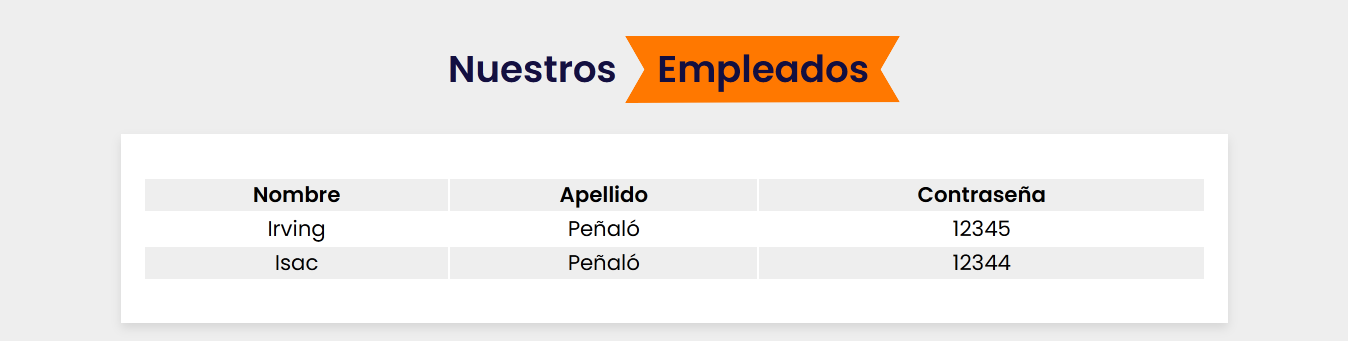 Nuestros Empleados
Nombre Apellido Contraseña
Irving Peñaló 12345
Isac Peñaló 12344